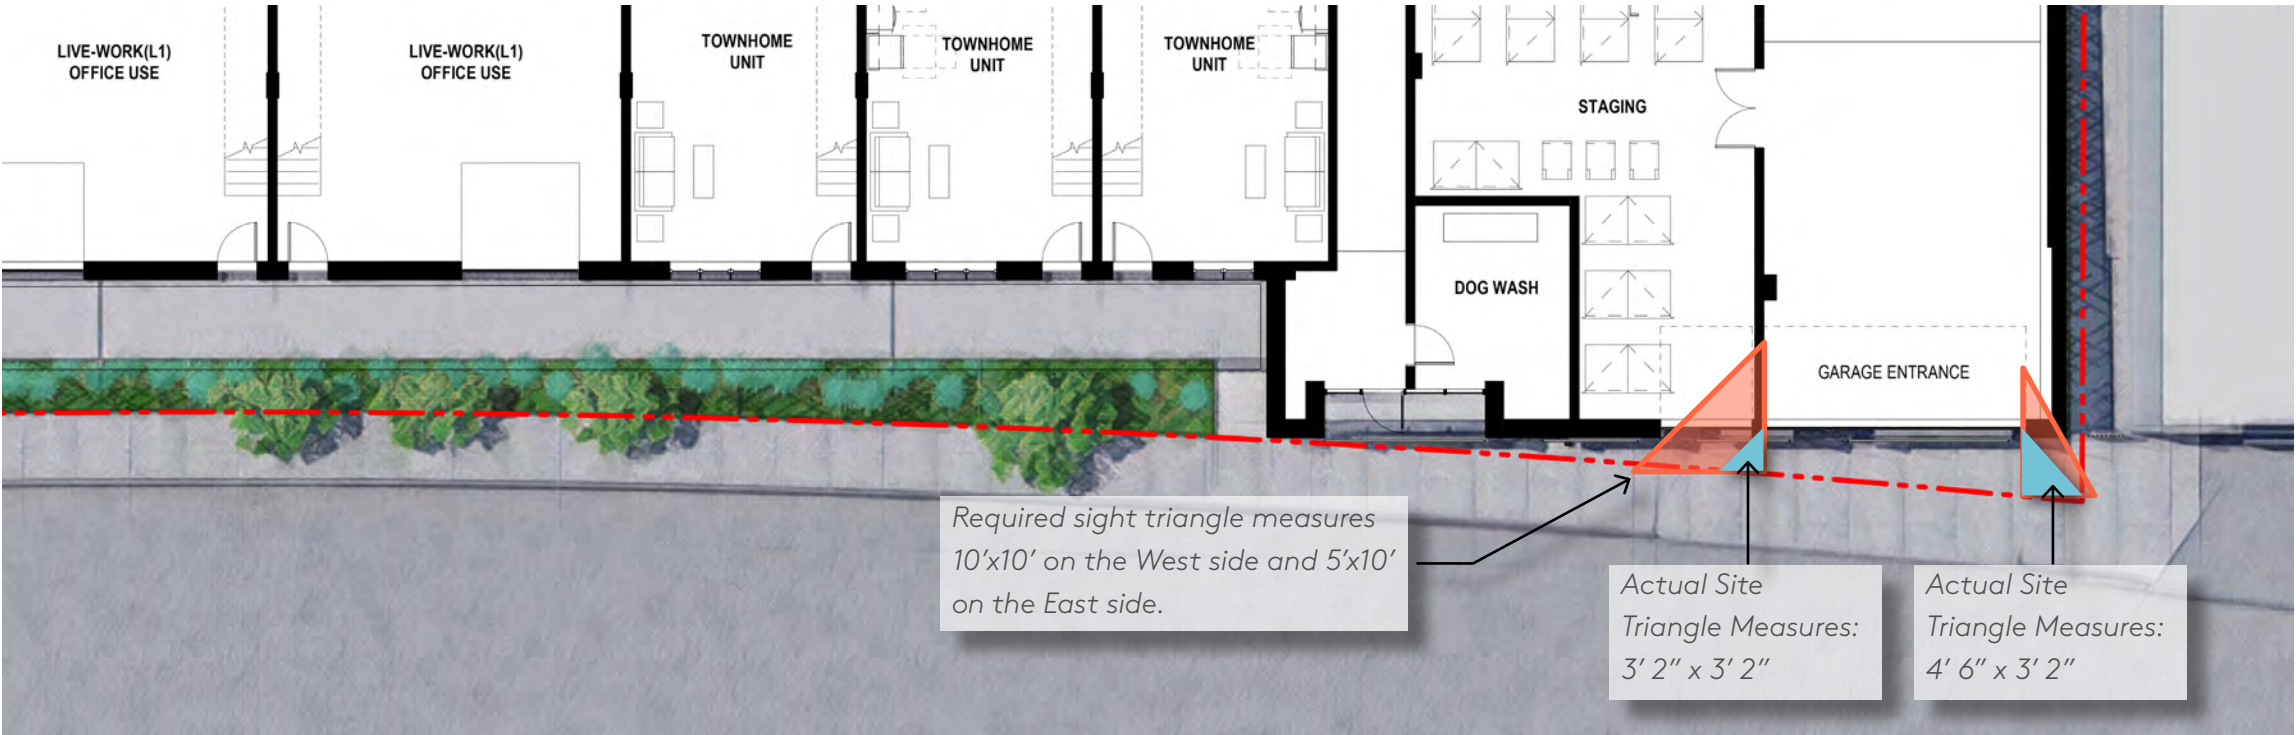 LIVE-WORK(L1)
OFFICE USE
LIVE-WORK(L1)
OFFICE USE
TOWNHOME
UNIT
TOWNHOME
UNIT
TOWNHOME
UNIT
STAGING
DOG WASH
GARAGE ENTRANCE
Required sight triangle measures
10’x10’ on the West side and 5’x10’
on the East side.
Actual Site
Triangle Measures:
3’ 2” x 3’ 2”
Actual Site
Triangle Measures:
4’ 6” x 3’ 2”